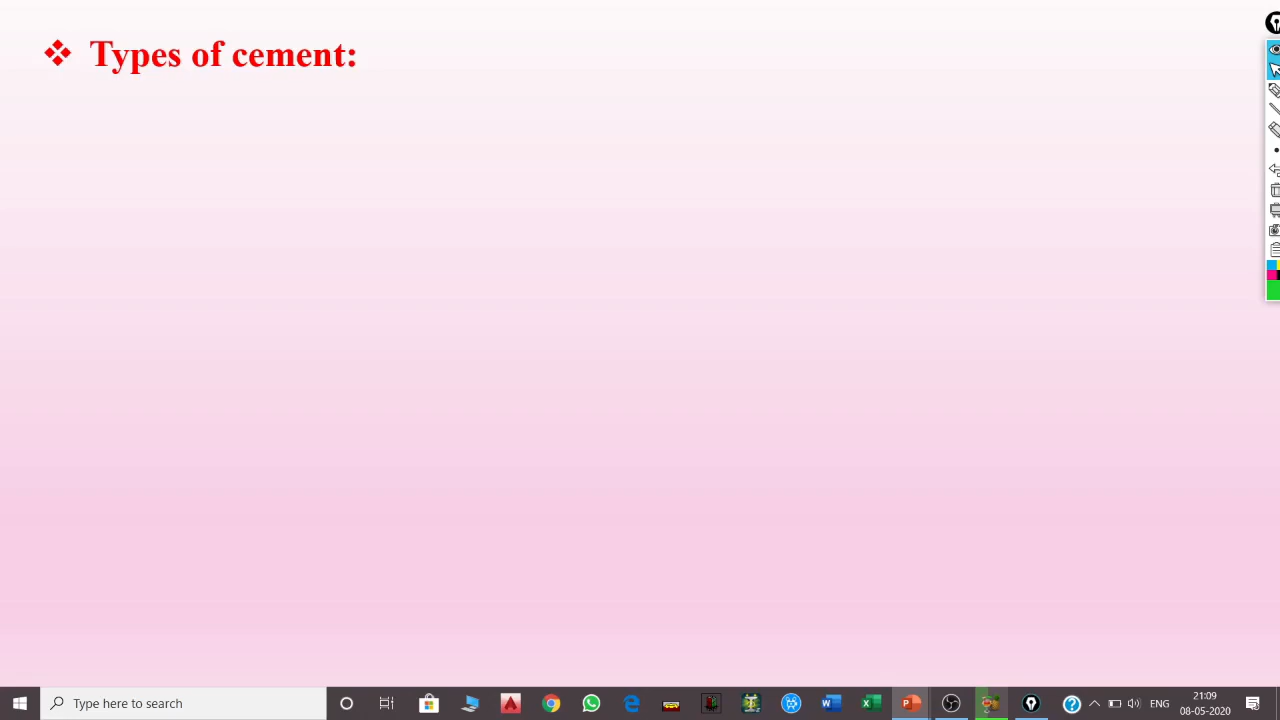 ❖ Types of cement:
Type here to search
ENG
21:09
08-05-2020